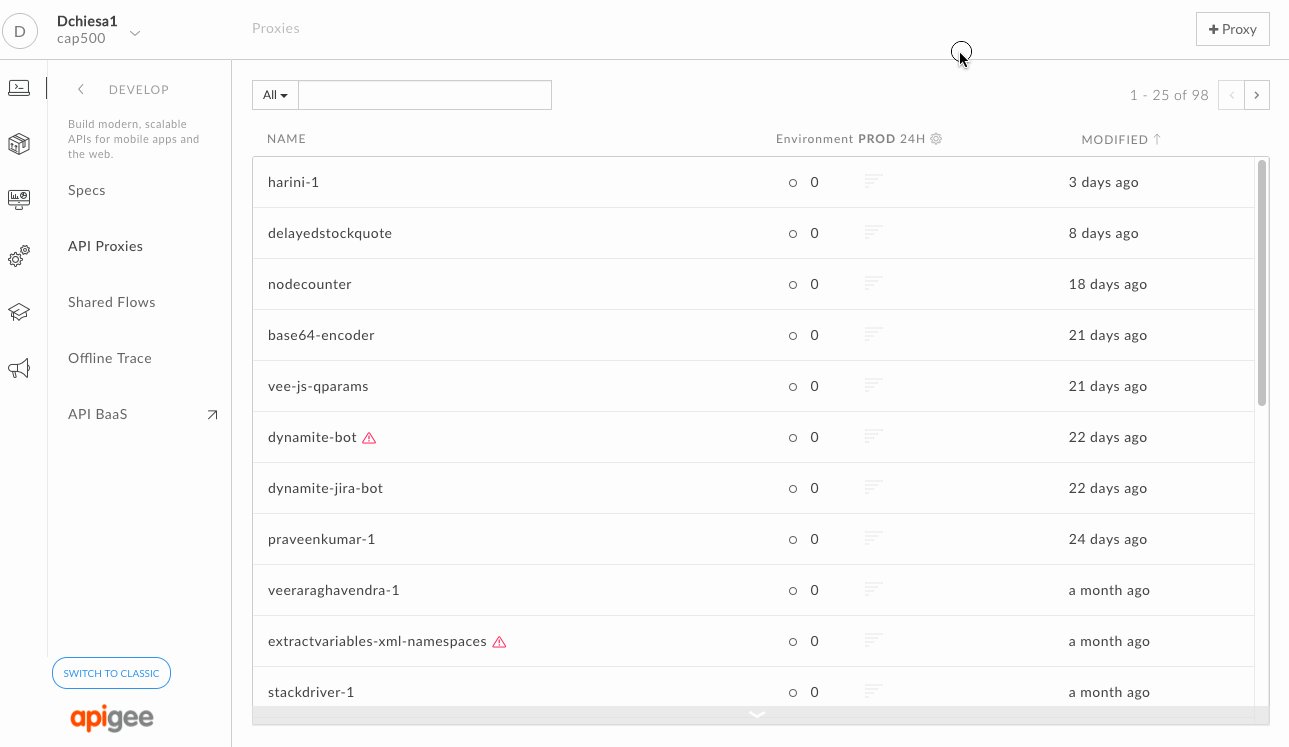 D
Dchiesa1
cap500
Proxies
+ Proxy
DEVELOP
Build modern, scalable
APIs for mobile apps and
the web.
Specs
API Proxies
Shared Flows
Offline Trace
API BaaS
SWITCH TO CLASSIC
apigee
All
1 - 25 of 98
NAME Environment PROD 24H MODIFIED
harini-1 0 3 days ago
delayedstockquote 0 8 days ago
nodecounter 0 18 days ago
base64-encoder 0 21 days ago
vee-js-qparams 0 21 days ago
dynamite-bot 0 22 days ago
dynamite-jira-bot 0 22 days ago
praveenkumar-1 0 24 days ago
veeraraghavendra-1 0 a month ago
extractvariables-xml-namespaces 0 a month ago
stackdriver-1 0 a month ago